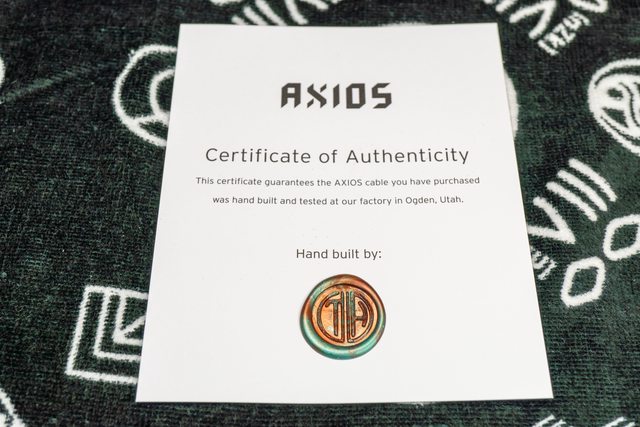 AXIOS
Certificate of Authenticity
This certificate guarantees the AXIOS cable you have purchased
was hand built and tested at our factory in Ogden, Utah.
Hand built by: